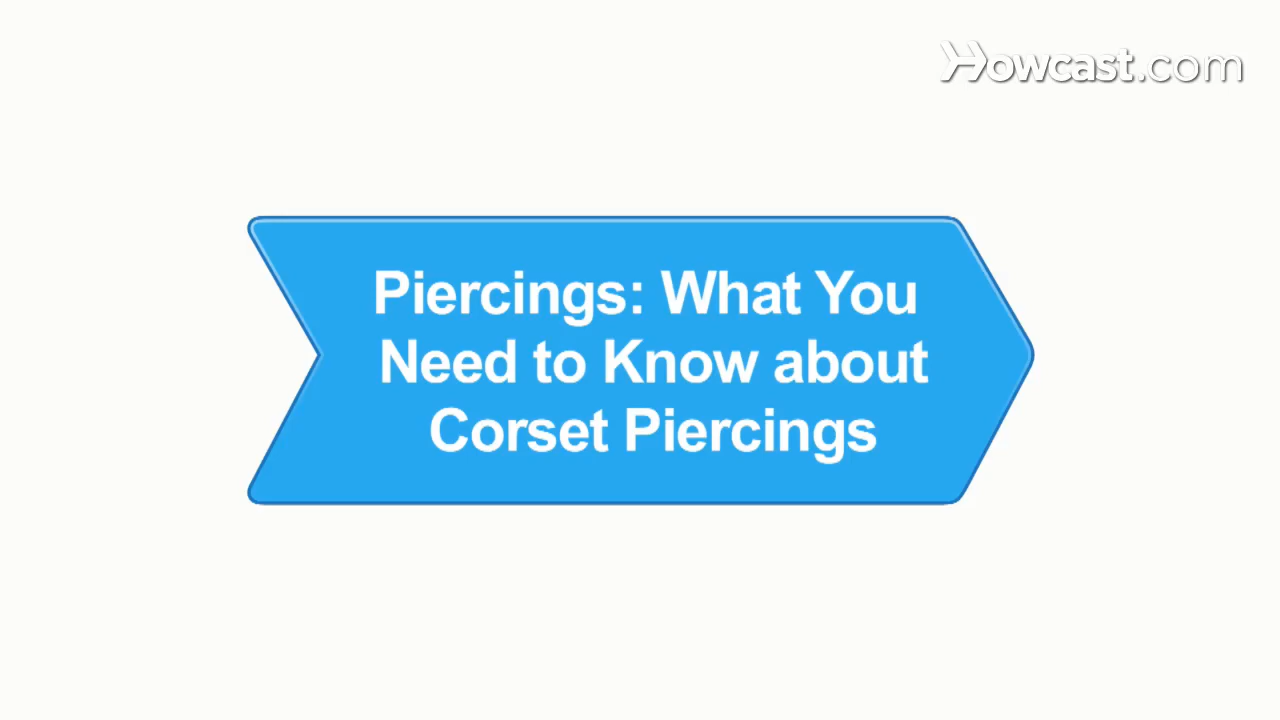 Howcast.com
Piercings: What You
Need to Know about
Corset Piercings